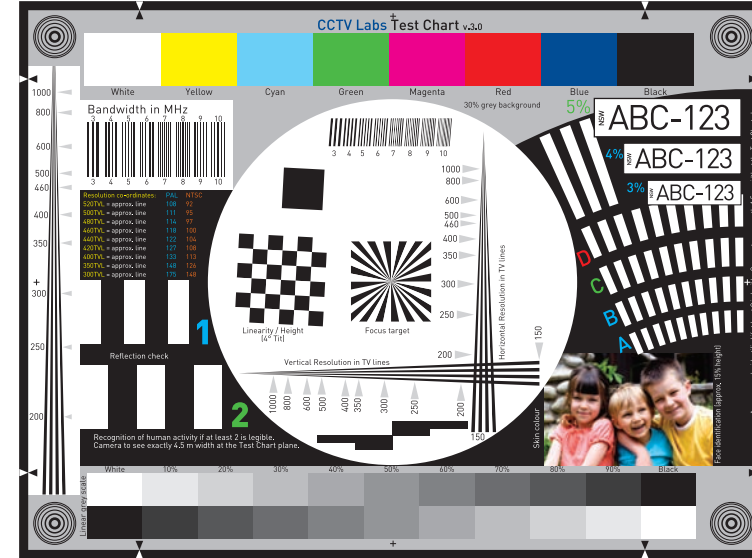 CCTV Labs Test Chart v.3.0
White Yellow Cyan Green Magenta Red Blue Black
30% grey background
5%
NSW ABC-123
4%
NSW ABC-123
3%
NSW ABC-123
Bandwidth in MHz
3 4 5 6 7 8 9 10
3 4 5 6 7 8 9 10
3 4 5 6 7 8 9 10
Resolution co-ordinates: PAL NTSC
520TVL = approx. line 108 92
500TVL = approx. line 111 95
480TVL = approx. line 114 97
460TVL = approx. line 118 100
440TVL = approx. line 122 104
420TVL = approx. line 127 108
400TVL = approx. line 133 113
350TVL = approx. line 148 126
300TVL = approx. line 175 148
1000
800
600
500
460
400
350
300
250
200
1000
800
600
500
460
400
350
300
250
200
150
Horizontal Resolution in TV lines
150
Linearity / Height
(4° Tit)
Focus target
Vertical Resolution in TV lines
1000 800 600 500 400 350 300 250 200
150
D
C
B
A
1
Reflection check
2
Recognition of human activity if at least 2 is legible.
Camera to see exactly 4.5 m width at the Test Chart plane.
Skin colour
Face identification (approx. 15% height)
White 10% 20% 30% 40% 50% 60% 70% 80% 90% Black
Linear grey scale